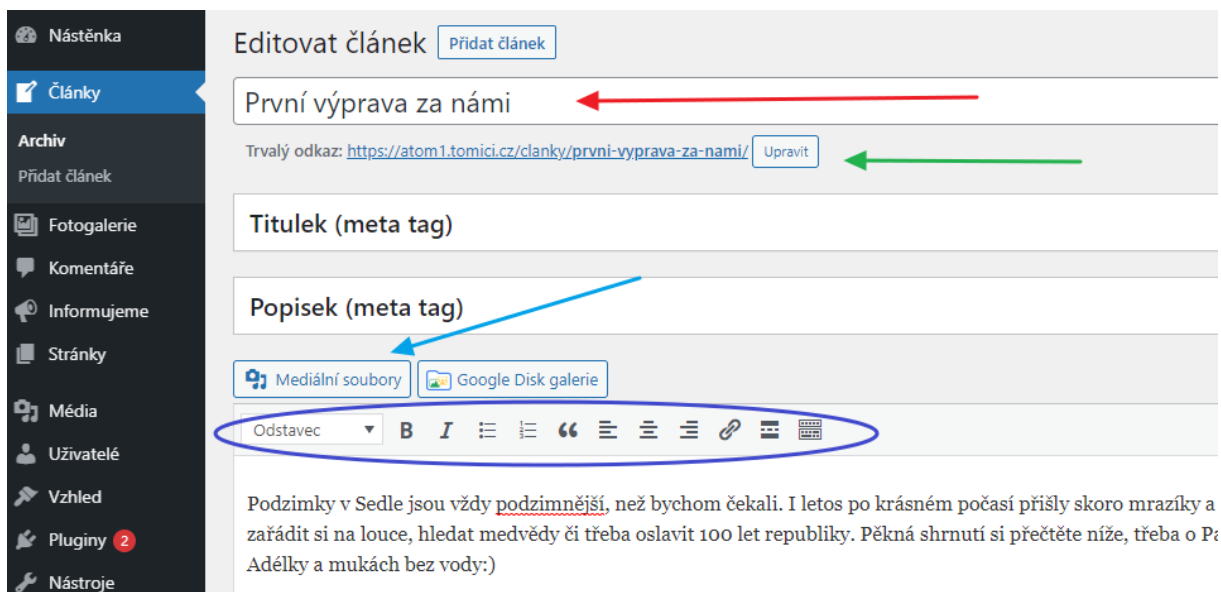 Nástěnka
Články
Archiv
Přidat článek
Fotogalerie
Komentáře
Informujeme
Stránky
Média
Uživatelé
Vzhled
Pluginy 2
Nástroje
Editovat článek Přidat článek
První výprava za námi
Trvalý odkaz: https://atom1.tomici.cz/clanky/prvni-vyprava-za-nami/ Upravit
Titulek (meta tag)
Popisek (meta tag)
Mediální soubory Google Disk galerie
Odstavec B I
Podzimky v Sedle jsou vždy podzimnější, než bychom čekali. I letos po krásném počasí přišly skoro mrazíky a
zařádit si na louce, hledat medvědy či třeba oslavit 100 let republiky. Pěkná shrnutí si přečtěte níže, třeba o
Adélky a mukách bez vody:)